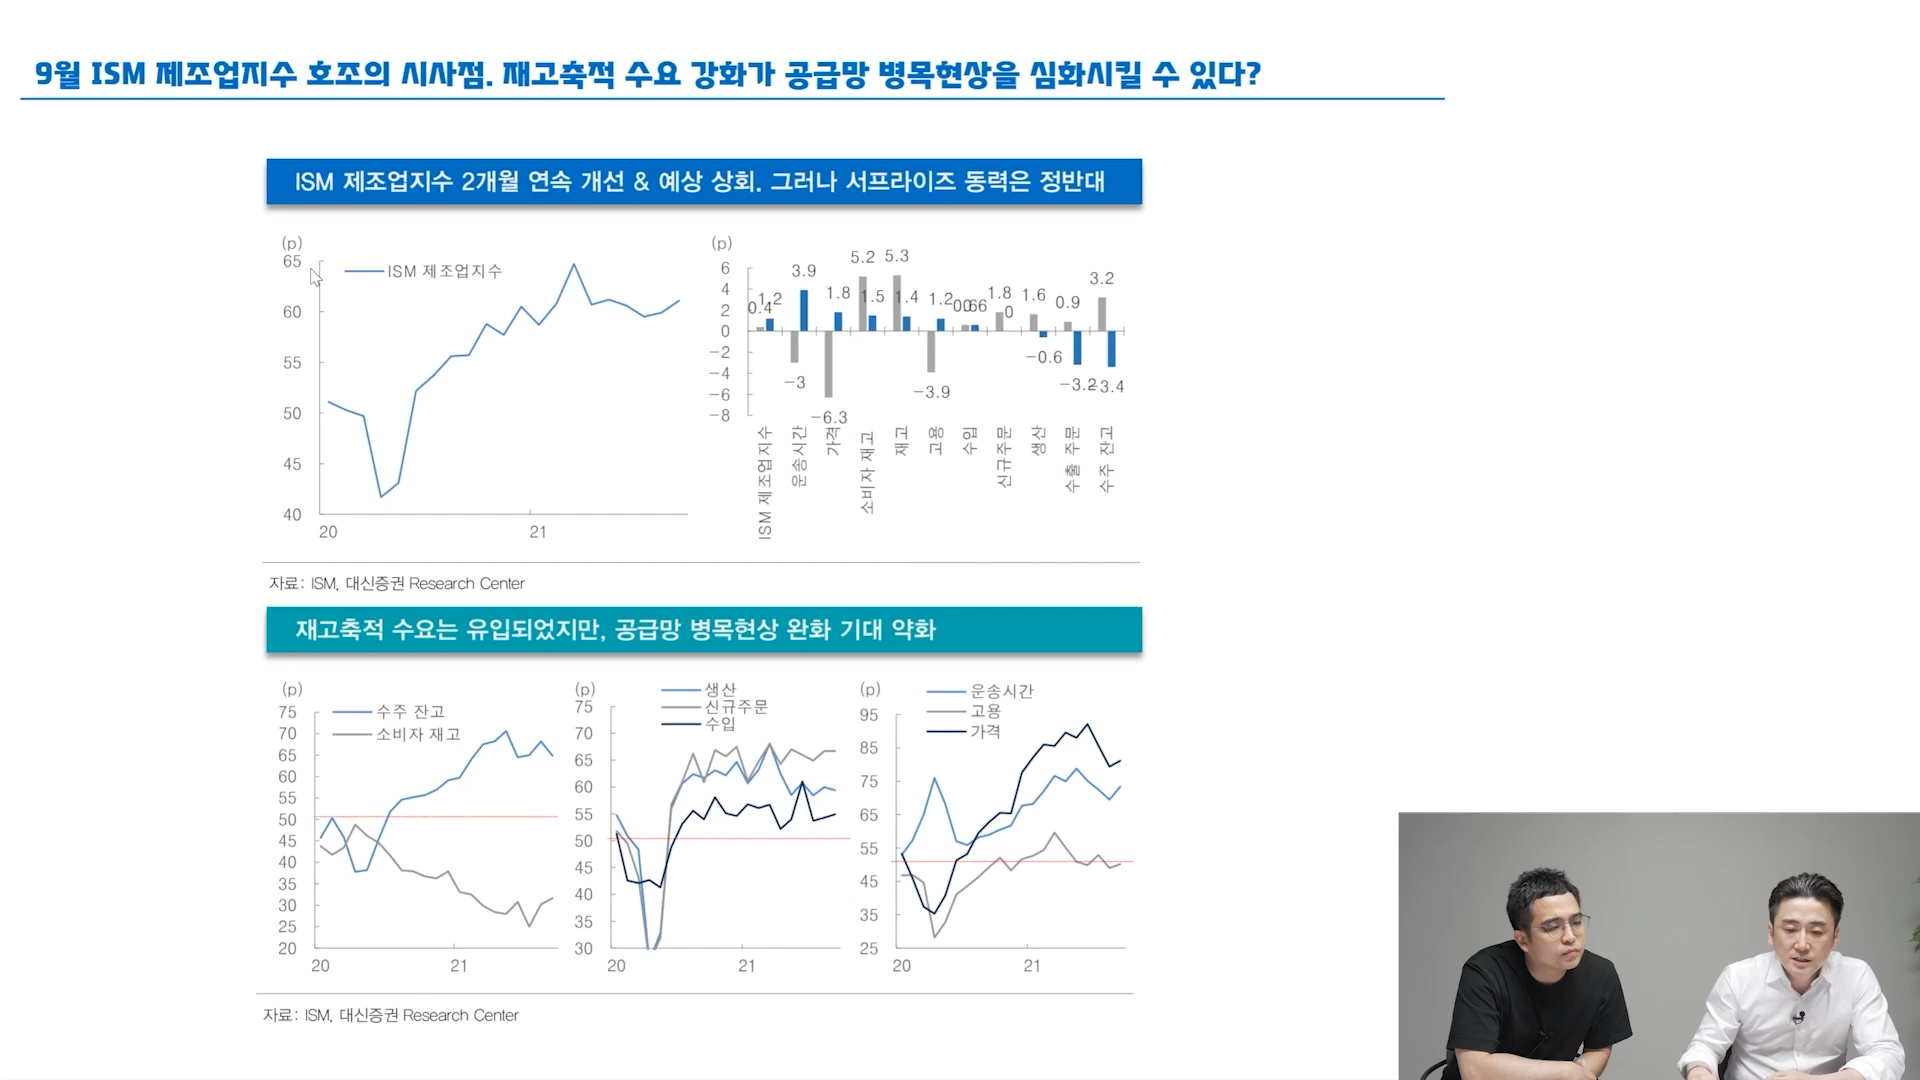 9월 ISM 제조업지수 호조의 시사점. 재고축적 수요 강화가 공급망 병목현상을 심화시킬 수 있다?
ISM 제조업지수 2개월 연속 개선 & 예상 상회. 그러나 서프라이즈 동력은 정반대
(p)
65
60
55
50
45
40
ISM 제조업지수
20
21
(p)
6
4
2
0
−2
−4
−6
−8
0.4
1.2
−3
3.9
−6.3
1.8
5.2
1.5
5.3
1.4
−3.9
1.2
0.6
0.6
1.8
0
1.6
−0.6
0.9
−3.2
3.2
−3.4
ISM 제조업지수
운송시간
가격
소비자 재고
재고
고용
수입
신규주문
생산
수출 주문
수주 잔고
자료: ISM, 대신증권 Research Center
재고축적 수요는 유입되었지만, 공급망 병목현상 완화 기대 약화
(p)
75
70
65
60
55
50
45
40
35
30
25
20
수주 잔고
소비자 재고
20
21
(p)
75
70
65
60
55
50
45
40
35
30
생산
신규주문
수입
20
21
(p)
95
85
75
65
55
45
35
25
운송시간
고용
가격
20
21
자료: ISM, 대신증권 Research Center